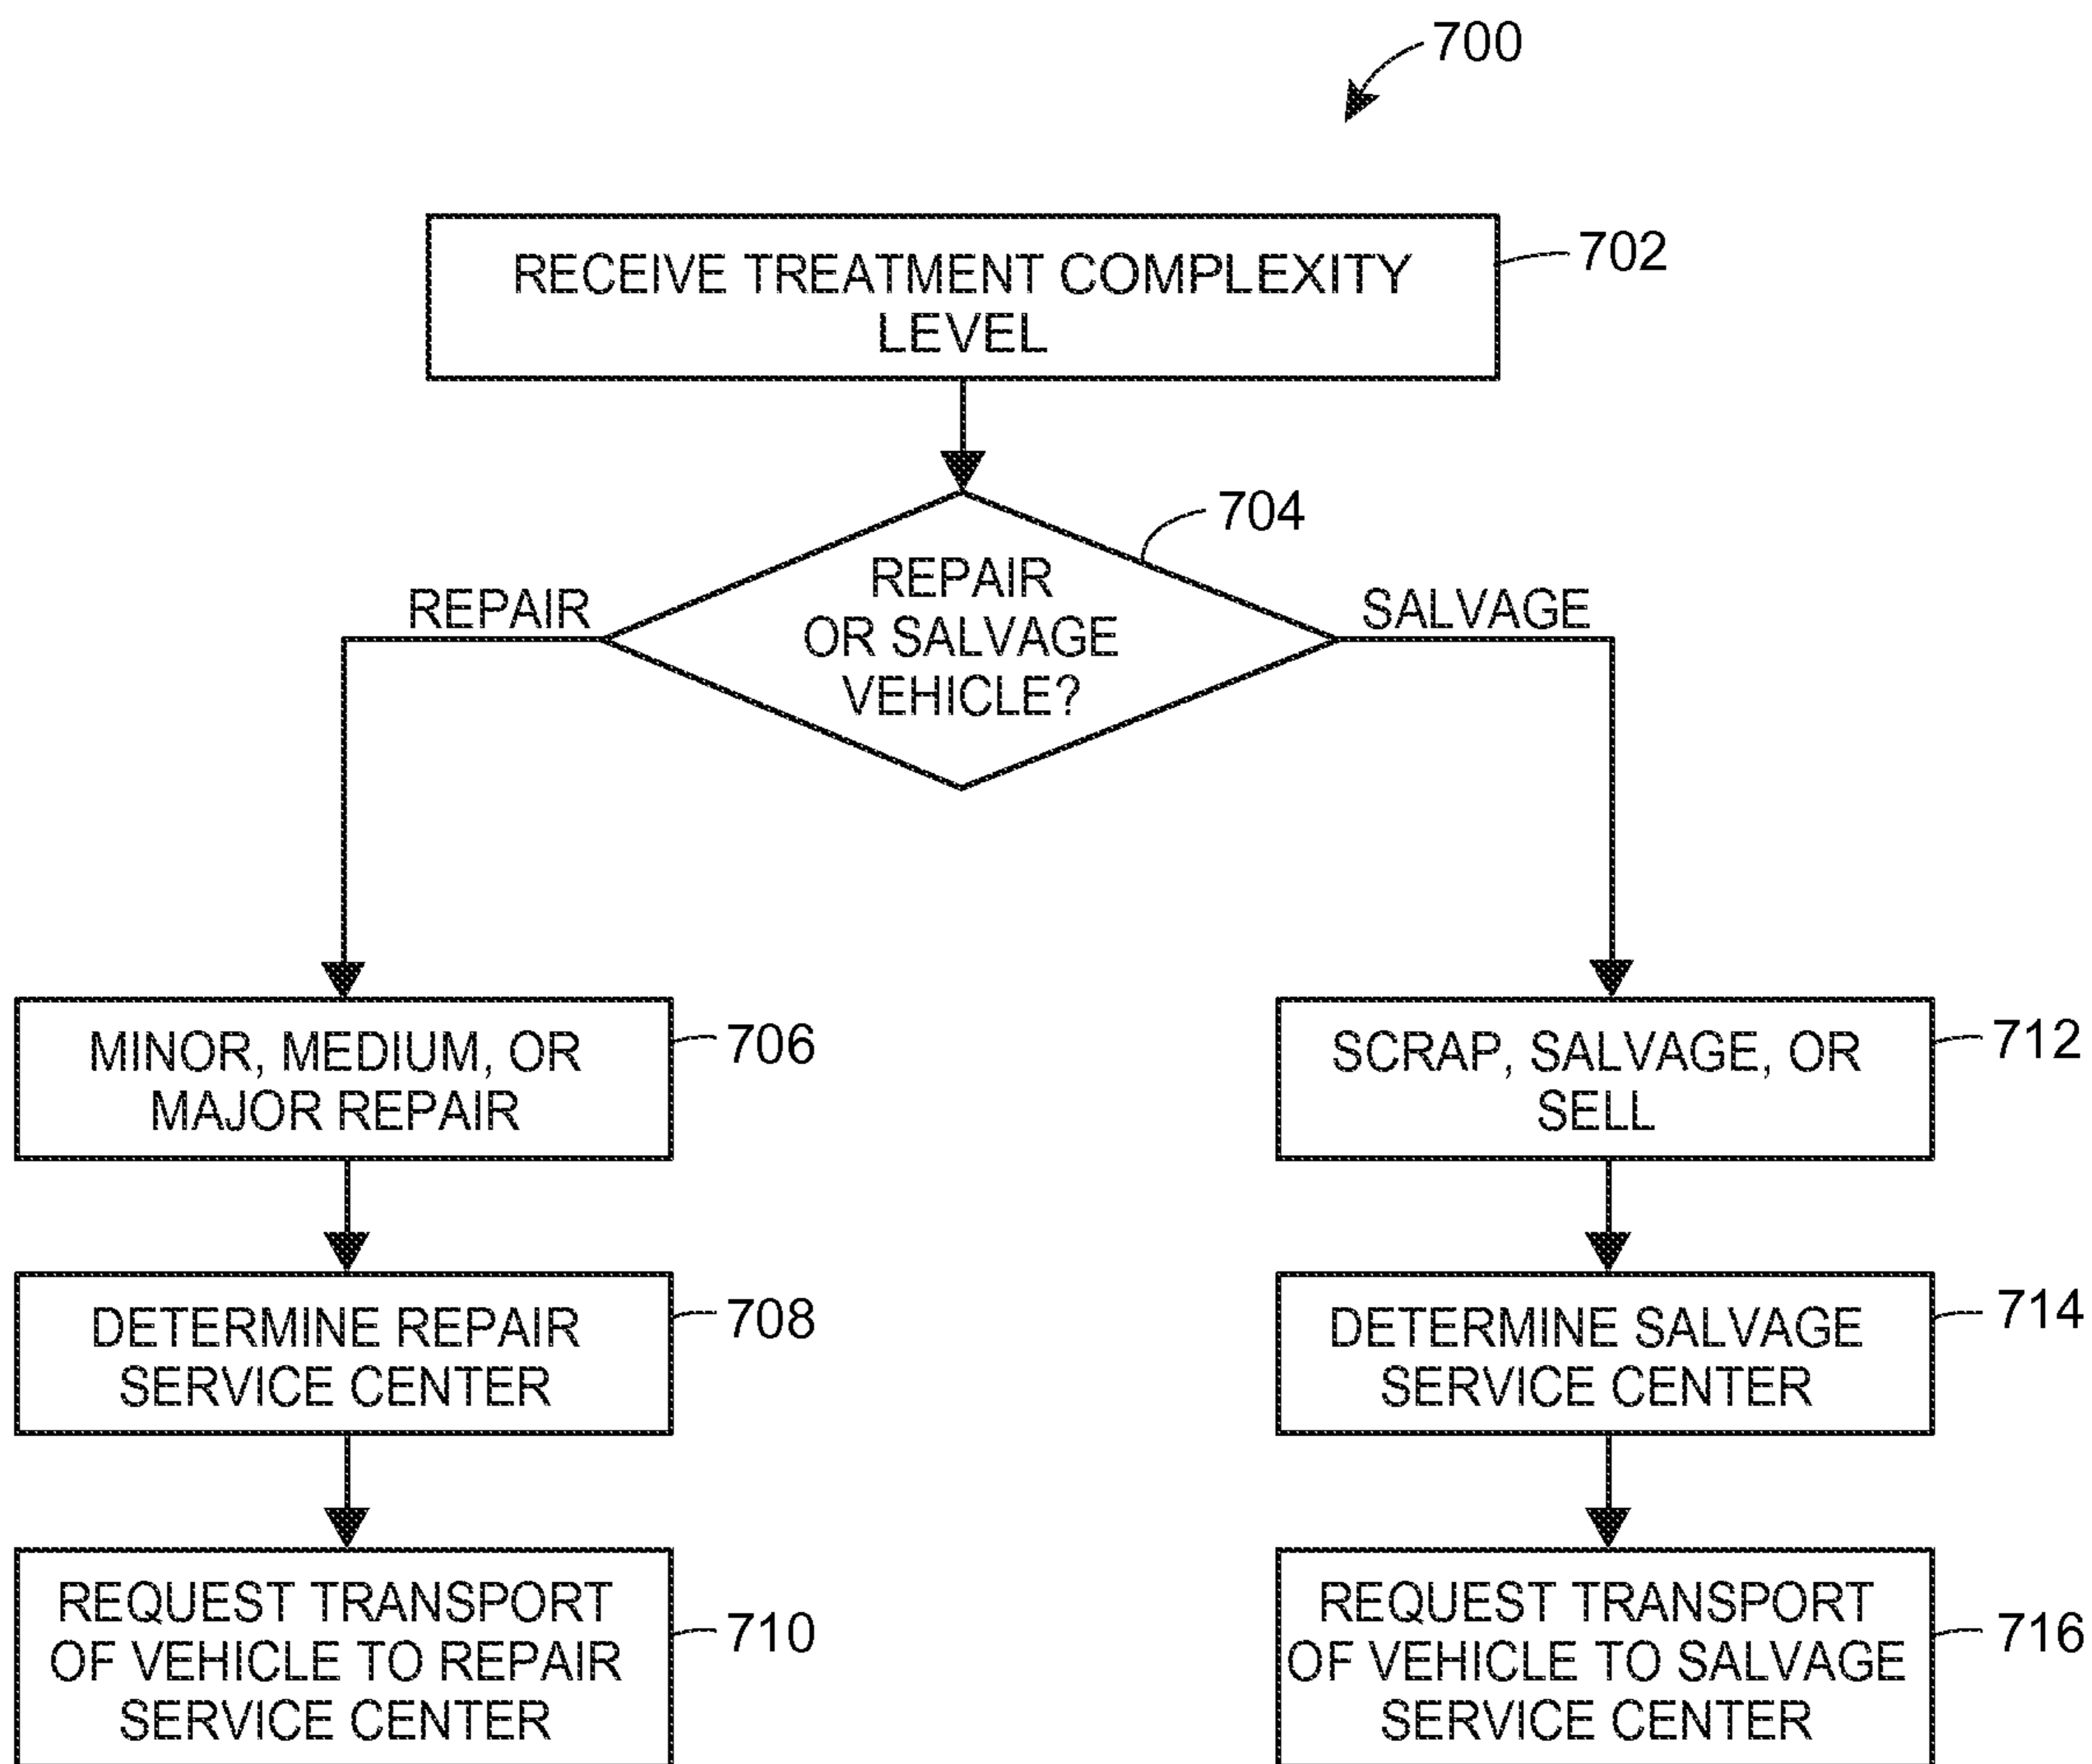 700
RECEIVE TREATMENT COMPLEXITY
LEVEL
702
704
REPAIR
OR SALVAGE
VEHICLE?
REPAIR
SALVAGE
MINOR, MEDIUM, OR
MAJOR REPAIR
706
SCRAP, SALVAGE, OR
SELL
712
DETERMINE REPAIR
SERVICE CENTER
708
DETERMINE SALVAGE
SERVICE CENTER
714
REQUEST TRANSPORT
OF VEHICLE TO REPAIR
SERVICE CENTER
710
REQUEST TRANSPORT
OF VEHICLE TO SALVAGE
SERVICE CENTER
716